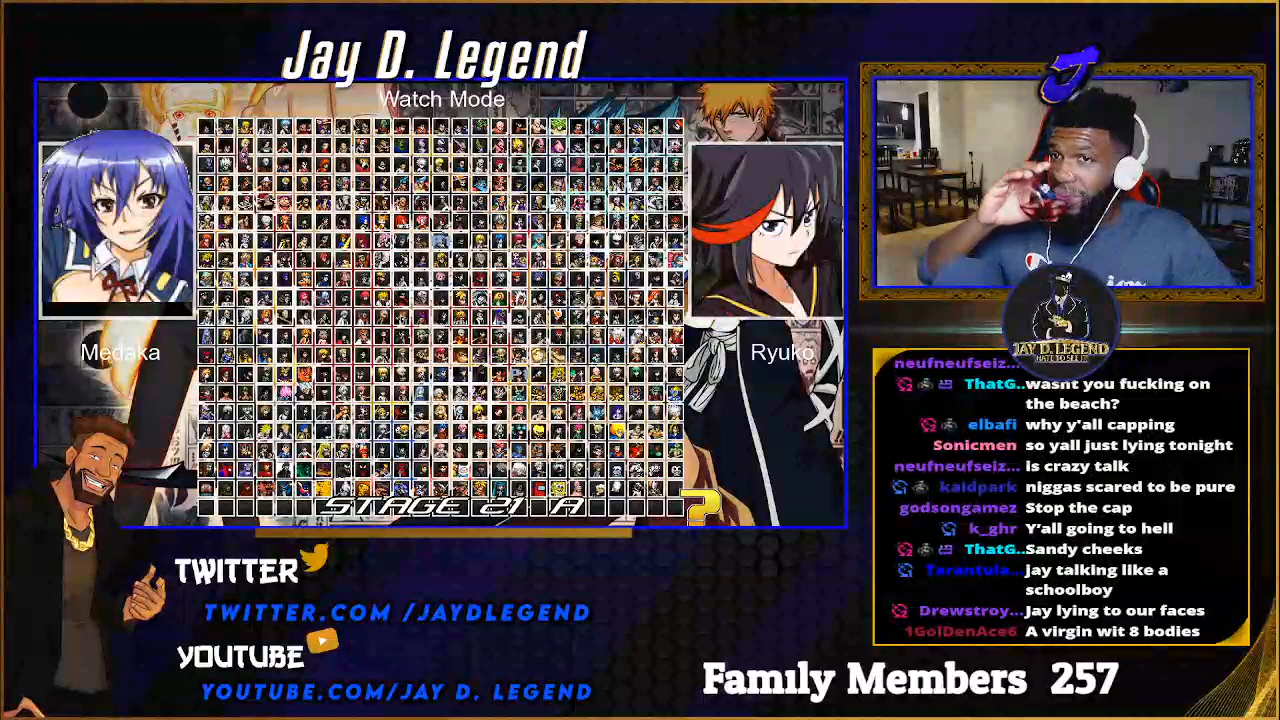 Jay D. Legend
Watch Mode
Medaka
Ryuko
STAGE 21 A
?
J
JAY D. LEGEND
HATE TO SEE IT
neufneufseiz...
ThatG.. wasnt you fucking on
the beach?
elbafi why y'all capping
Sonicmen so yall just lying tonight
neufneufseiz... is crazy talk
kaidpark niggas scared to be pure
godsongamez Stop the cap
k_ghr Y'all going to hell
ThatG.. Sandy cheeks
Tarantula... jay talking like a
schoolboy
Drewstroy... Jay lying to our faces
1GolDenAce6 A virgin wit 8 bodies
TWITTER
TWITTER.COM /JAYDLEGEND
YOUTUBE
YOUTUBE.COM/JAY D. LEGEND
Family Members 257